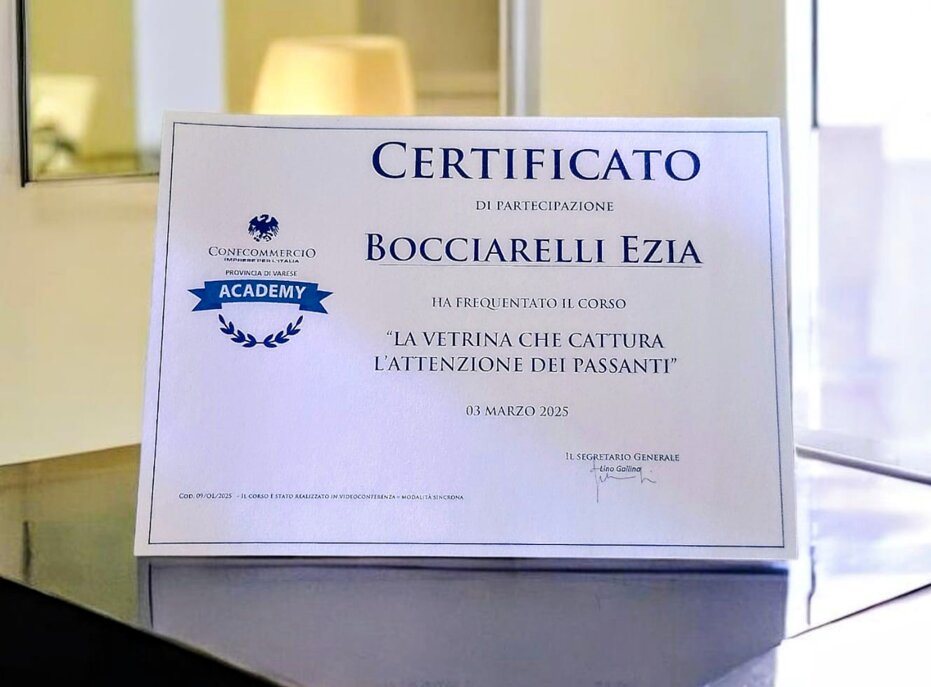 CERTIFICATO
DI PARTECIPAZIONE
BOCCIARELLI EZIA
HA FREQUENTATO IL CORSO
“LA VETRINA CHE CATTURA
L'ATTENZIONE DEI PASSANTI”
03 MARZO 2025
CONFCOMMERCIO
IMPRESE PER L'ITALIA
PROVINCIA DI VARESE
ACADEMY
IL SEGRETARIO GENERALE
Lino Gallina
COD. 09/OL/2025 - IL CORSO È STATO REALIZZATO IN VIDEOCONFERENZA – MODALITÀ SINCRONA